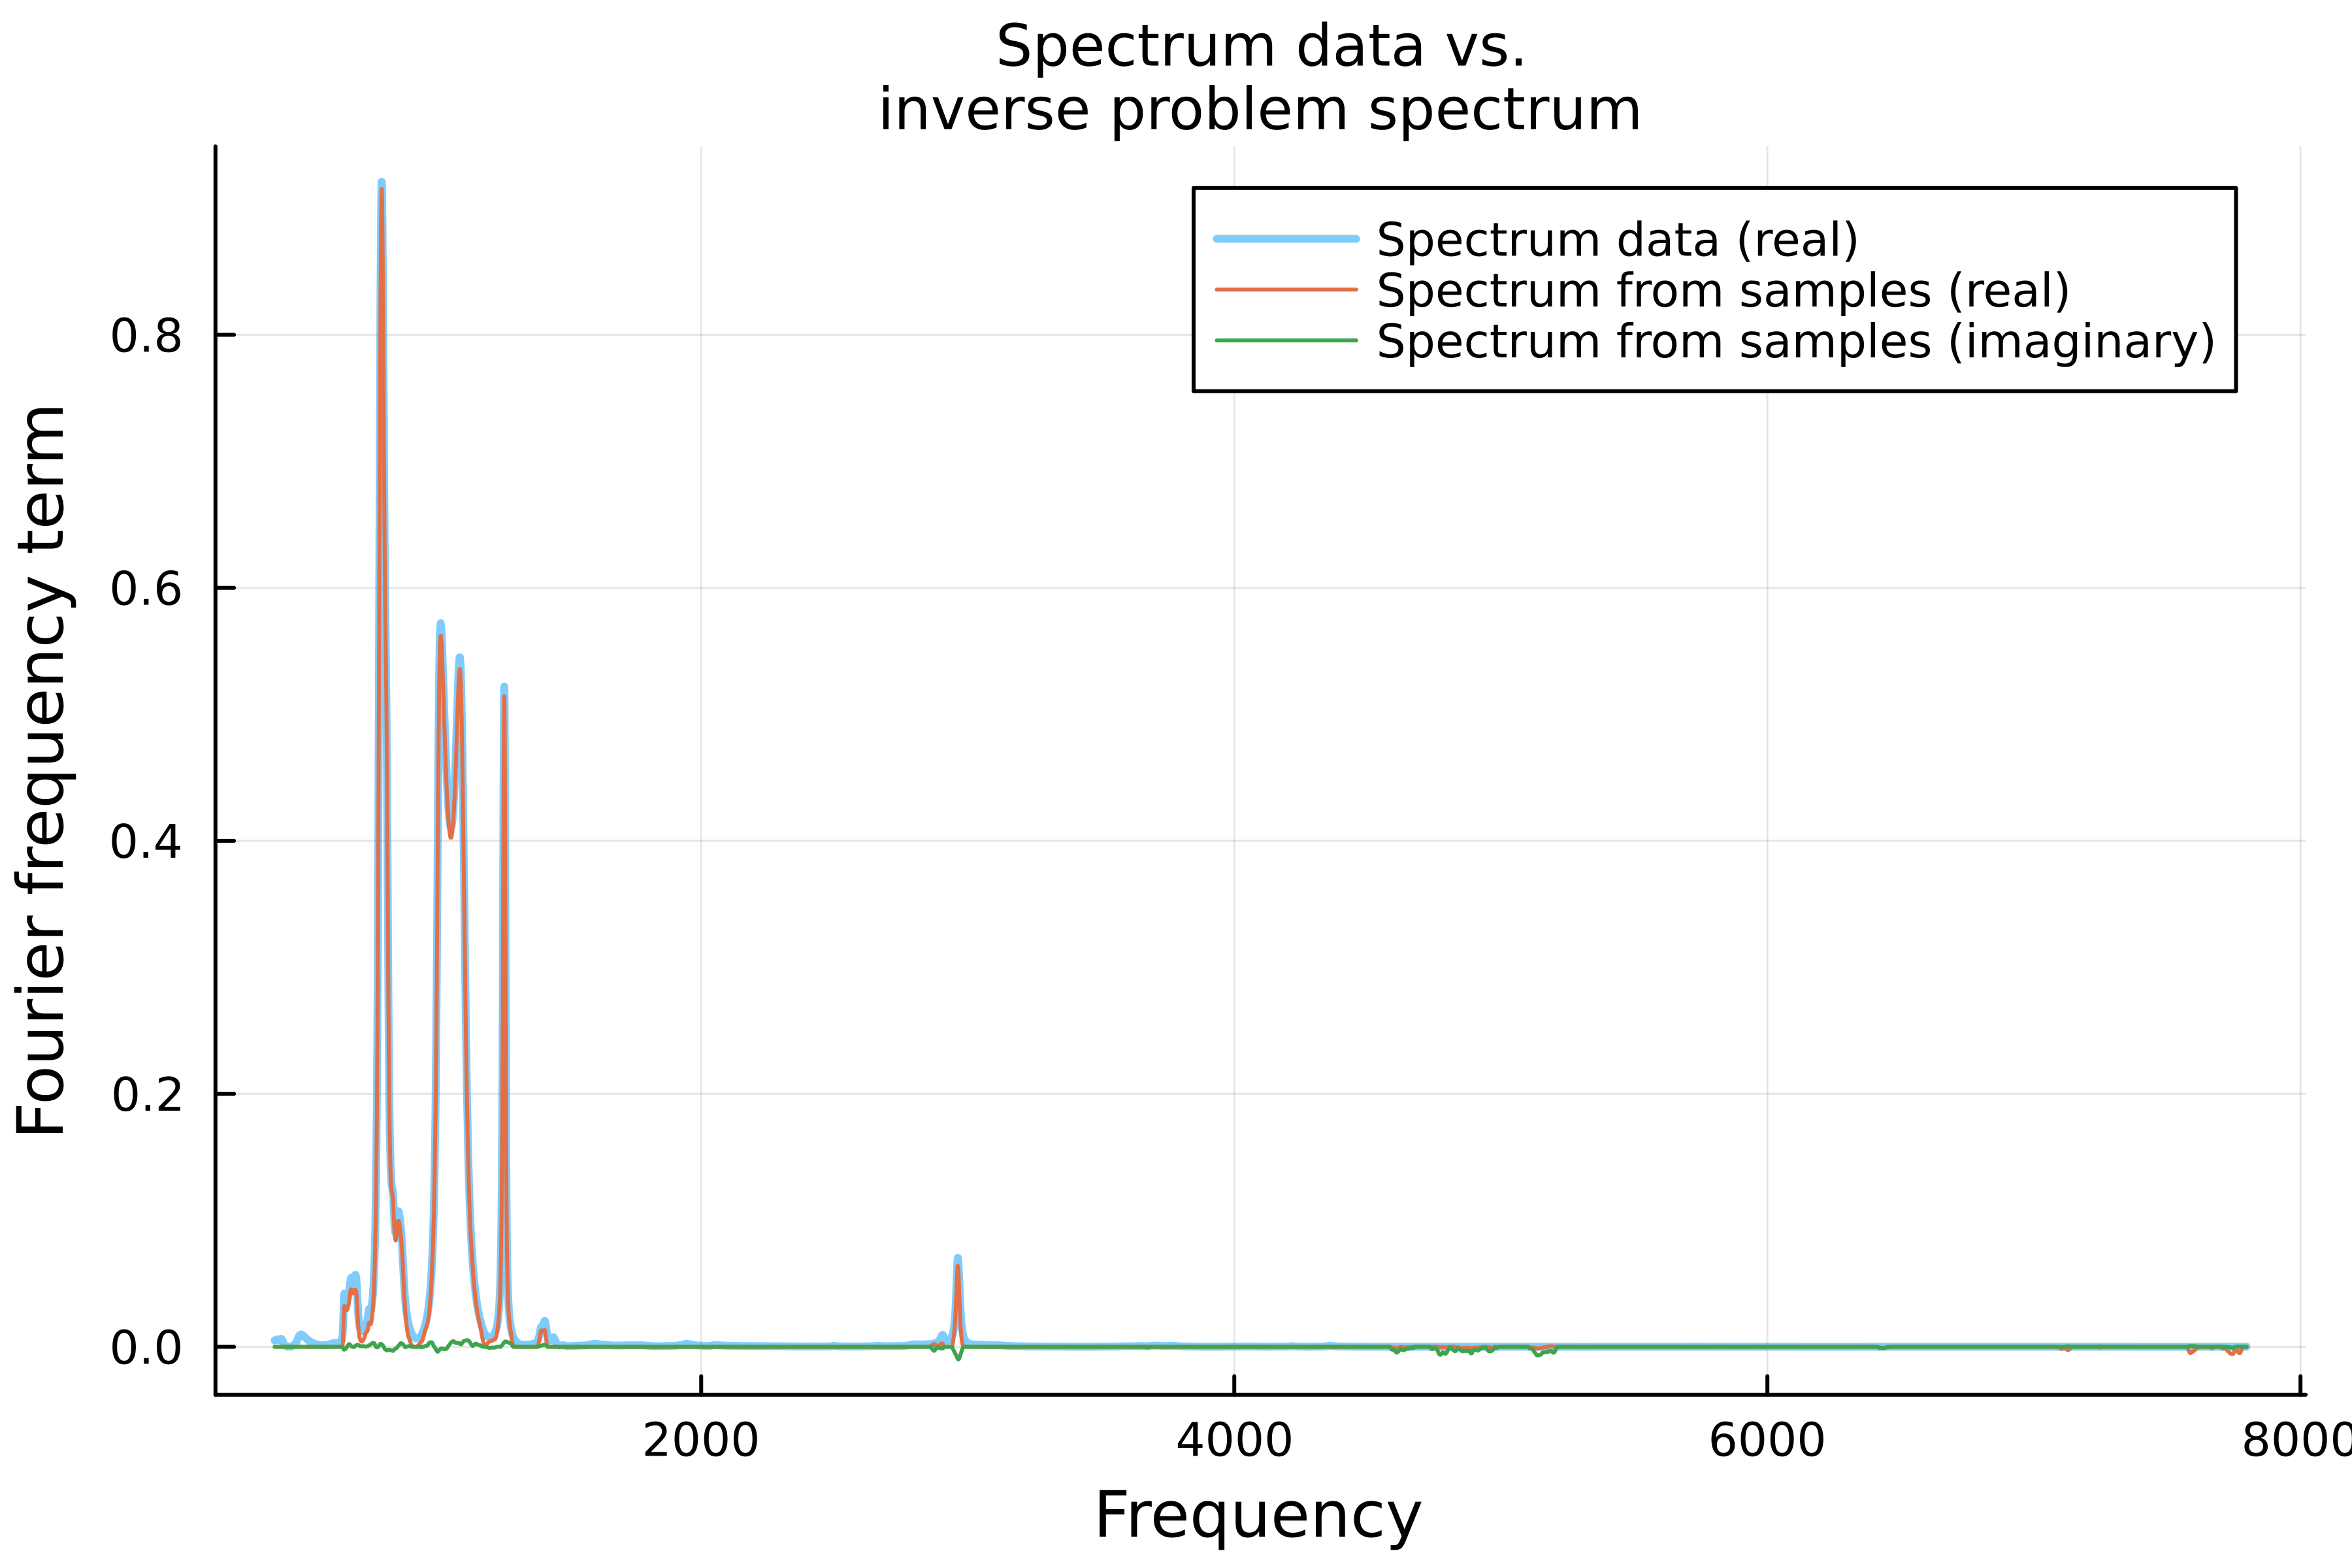 Spectrum data vs.
inverse problem spectrum
Spectrum data (real)
Spectrum from samples (real)
Spectrum from samples (imaginary)
Fourier frequency term
0.8
0.6
0.4
0.2
0.0
2000 4000 6000 8000
Frequency